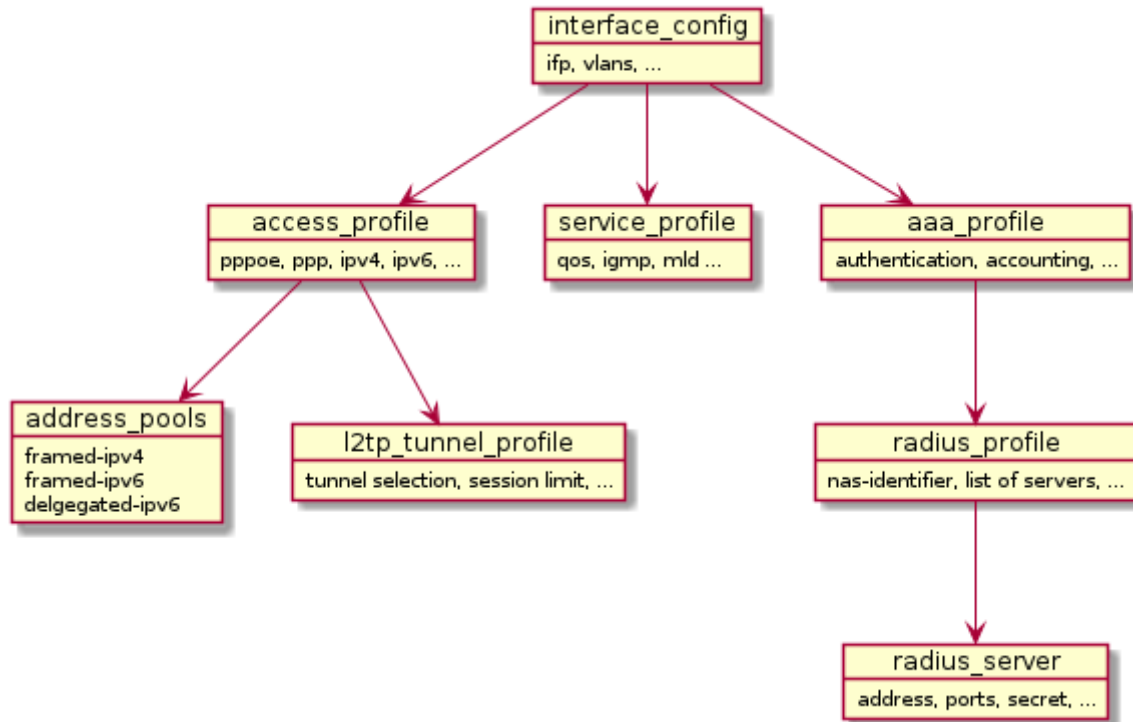 interface_config
ifp, vlans, ...
access_profile
pppoe, ppp, ipv4, ipv6, ...
service_profile
qos, igmp, mld ...
aaa_profile
authentication, accounting, ...
address_pools
framed-ipv4
framed-ipv6
delgegated-ipv6
l2tp_tunnel_profile
tunnel selection, session limit, ...
radius_profile
nas-identifier, list of servers, ...
radius_server
address, ports, secret, ...